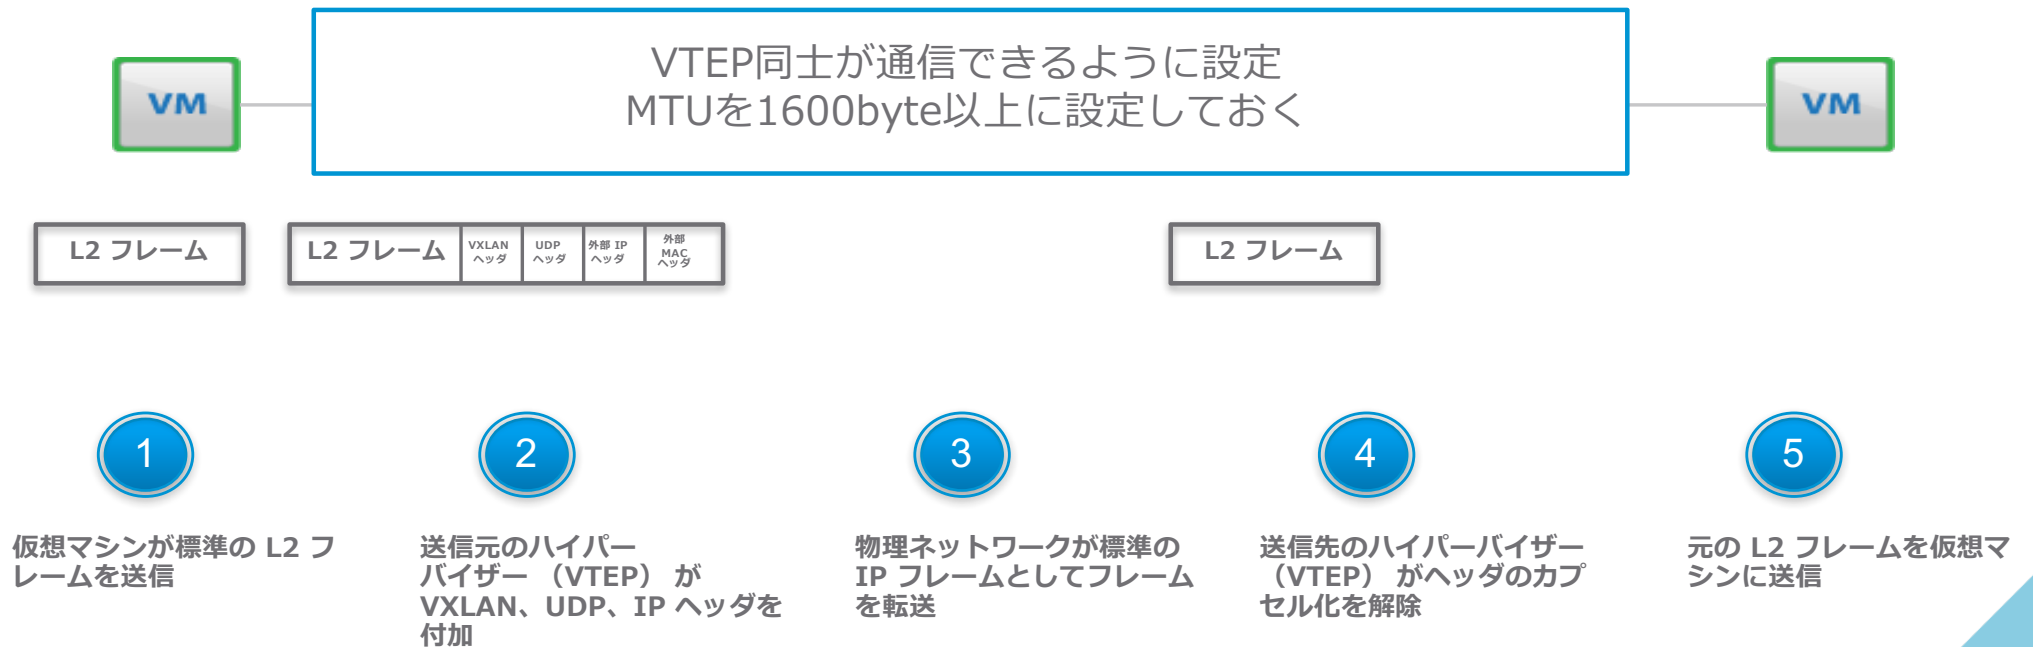 VTEP同士が通信できるように設定
MTUを1600byte以上に設定しておく
VM
VM
L2 フレーム
L2 フレーム
VXLAN
ヘッダ
UDP
ヘッダ
外部 IP
ヘッダ
外部
MAC
ヘッダ
L2 フレーム
1
仮想マシンが標準の L2 フ
レームを送信
2
送信元のハイパー
バイザー （VTEP） が
VXLAN、UDP、IP ヘッダを
付加
3
物理ネットワークが標準の
IP フレームとしてフレーム
を転送
4
送信先のハイパーバイザー
（VTEP） がヘッダのカプ
セル化を解除
5
元の L2 フレームを仮想マ
シンに送信